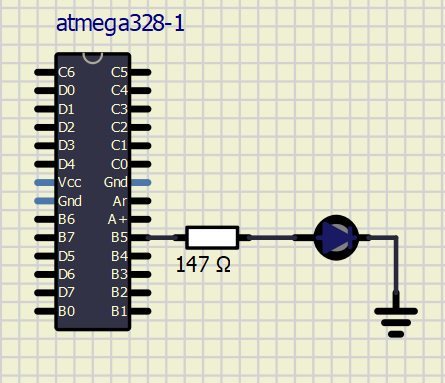 atmega328-1
C6 C5
D0 C4
D1 C3
D2 C2
D3 C1
D4 C0
Vcc Gnd
Gnd Ar
B6 A+
B7 B5
D5 B4
D6 B3
D7 B2
B0 B1
147 Ω